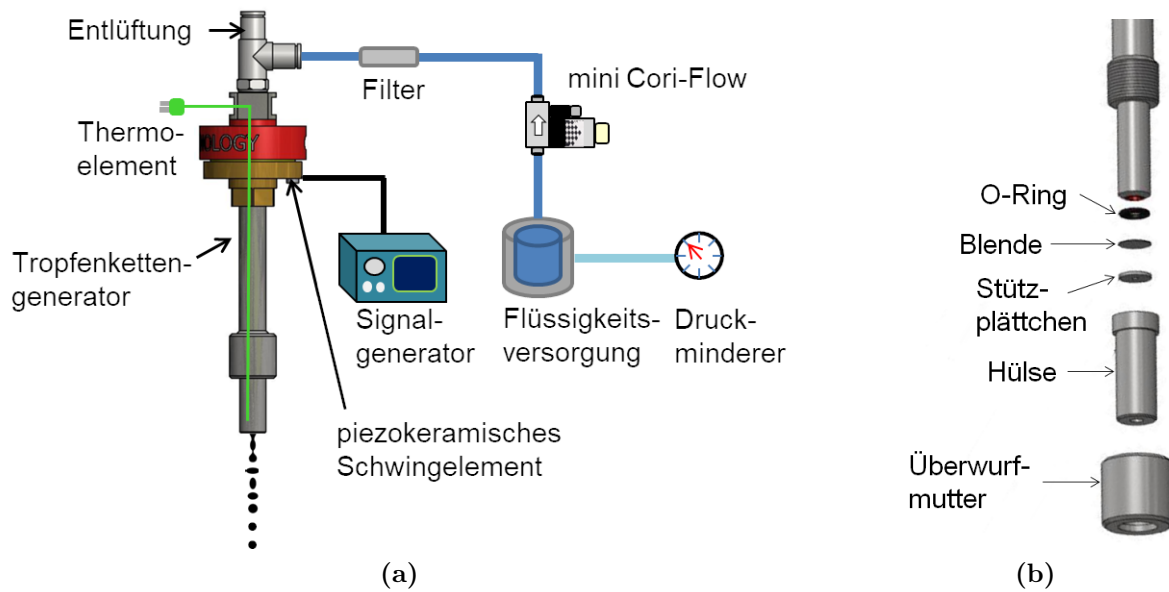 Entlüftung
Filter
mini Cori-Flow
Thermo-
element
OLOGY
Tropfenketten-
generator
Signal-
generator
Flüssigkeits-
versorgung
Druck-
minderer
piezokeramisches
Schwingelement
(a)
O-Ring
Blende
Stütz-
plättchen
Hülse
Überwurf-
mutter
(b)